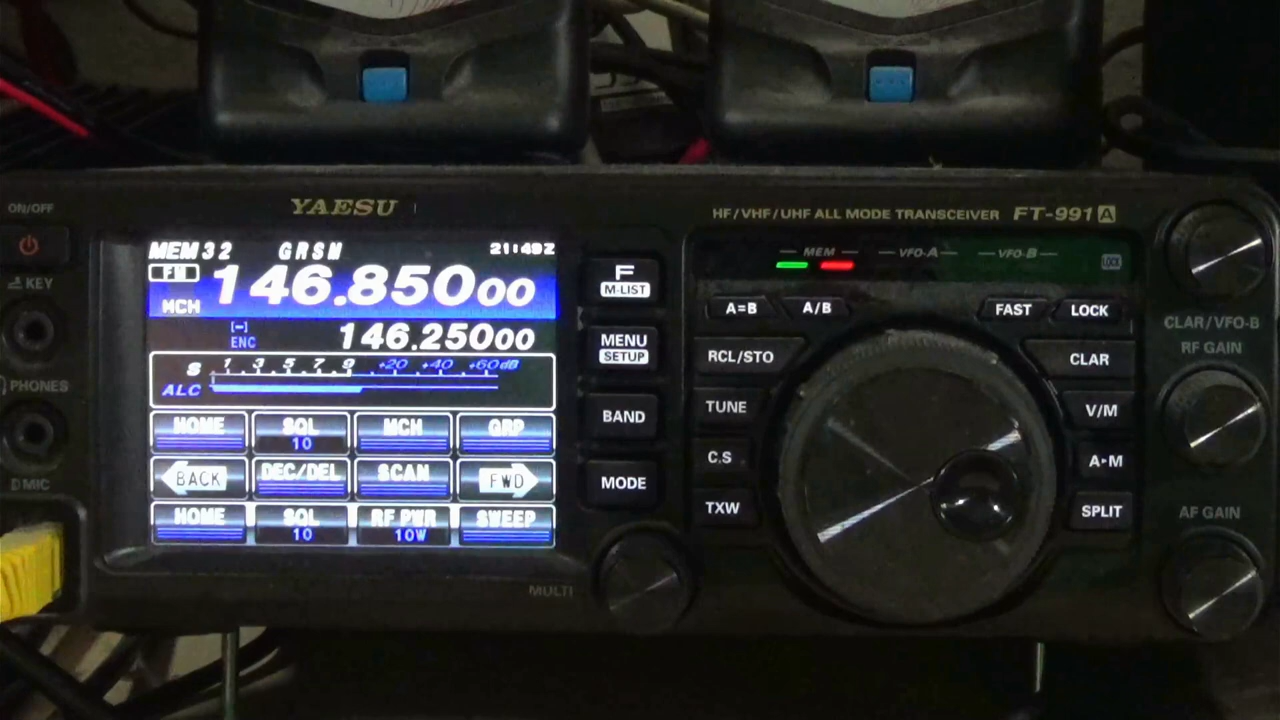 YAESU
HF/VHF/UHF ALL MODE TRANSCEIVER FT-991A
ON/OFF
KEY
PHONES
MIC
MEM32 GRSM 21:49Z
FM 146.85000
MCH
[-] 146.25000
ENC
S 1 3 5 7 9 +20 +40 +60dB
ALC
HOME SQL MCH GRP
10
BACK DEC/DEL SCAN FWD
HOME SQL RF PWR SWEEP
10 10W
F
M-LIST
MENU
SETUP
BAND
MODE
MULTI
MEM VFO-A VFO-B LOCK
A=B A/B FAST LOCK
RCL/STO CLAR
TUNE V/M
C.S A▸M
TXW SPLIT
CLAR/VFO-B
RF GAIN
AF GAIN